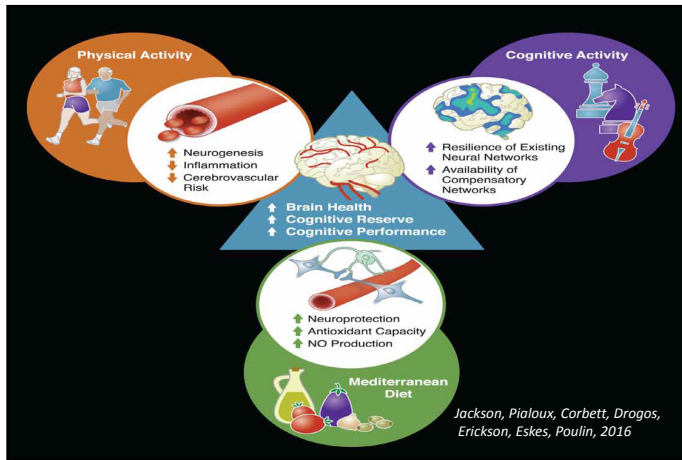 Physical Activity
Neurogenesis
Inflammation
Cerebrovascular
Risk
Cognitive Activity
Resilience of Existing
Neural Networks
Availability of
Compensatory
Networks
Brain Health
Cognitive Reserve
Cognitive Performance
Neuroprotection
Antioxidant Capacity
NO Production
Mediterranean
Diet
Jackson, Pialoux, Corbett, Drogos,
Erickson, Eskes, Poulin, 2016